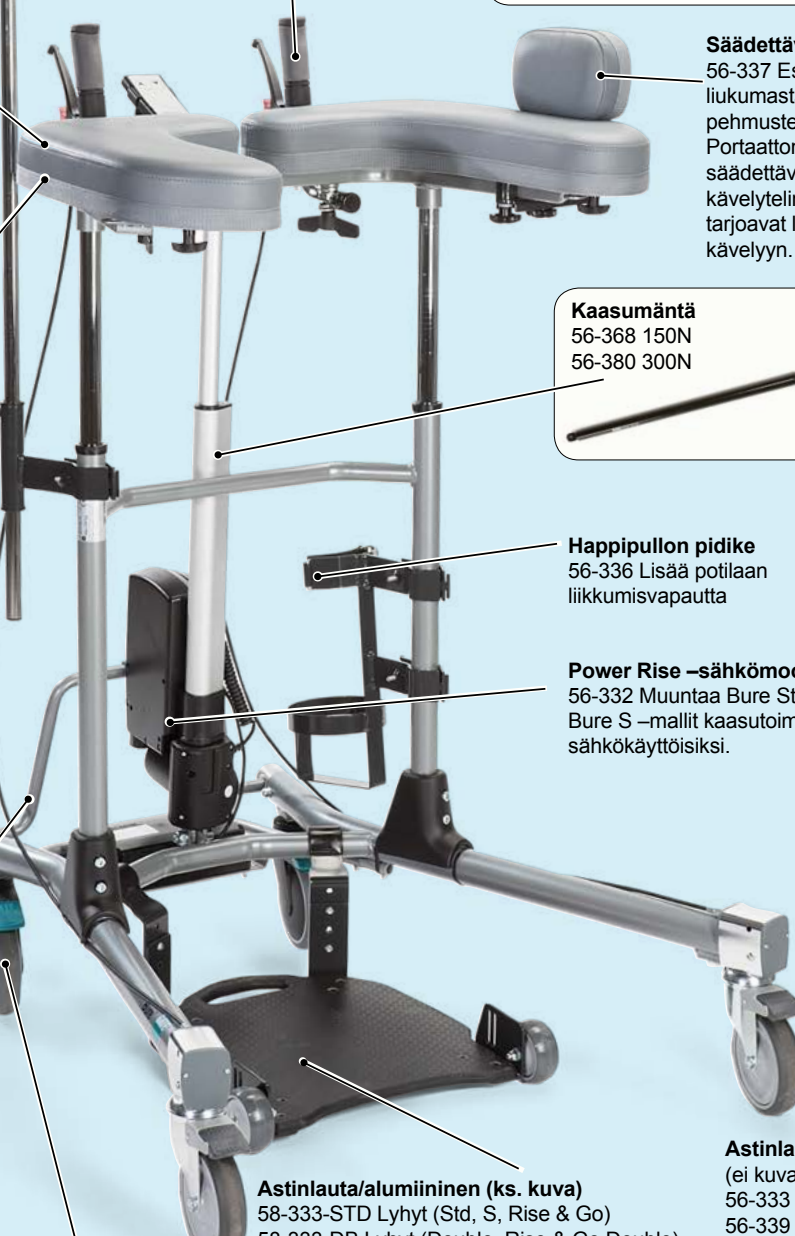 Säädettäv
56-337 Es
liukumast
pehmuste
Portaattor
säädettäv
kävelytelin
tarjoavat l
kävelyyn.
Kaasumäntä
56-368 150N
56-380 300N
Happipullon pidike
56-336 Lisää potilaan
liikkumisvapautta
Power Rise –sähkömoo
56-332 Muuntaa Bure St
Bure S –mallit kaasutoim
sähkökäyttöisiksi.
Astinlauta/alumiininen (ks. kuva)
58-333-STD Lyhyt (Std, S, Rise & Go)
Astinla
(ei kuva
56-333
56-339